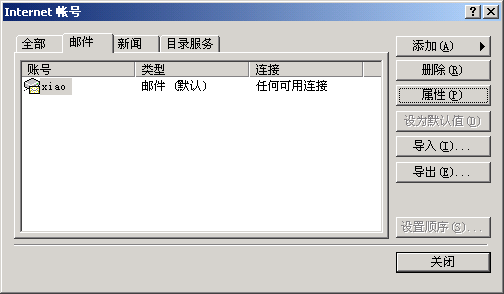 Internet 帐号
全部 邮件 新闻 目录服务
账号 类型 连接
xiao 邮件 (默认) 任何可用连接
添加(A)
删除(R)
属性(P)
设为默认值(D)
导入(I)...
导出(E)...
设置顺序(S)...
关闭